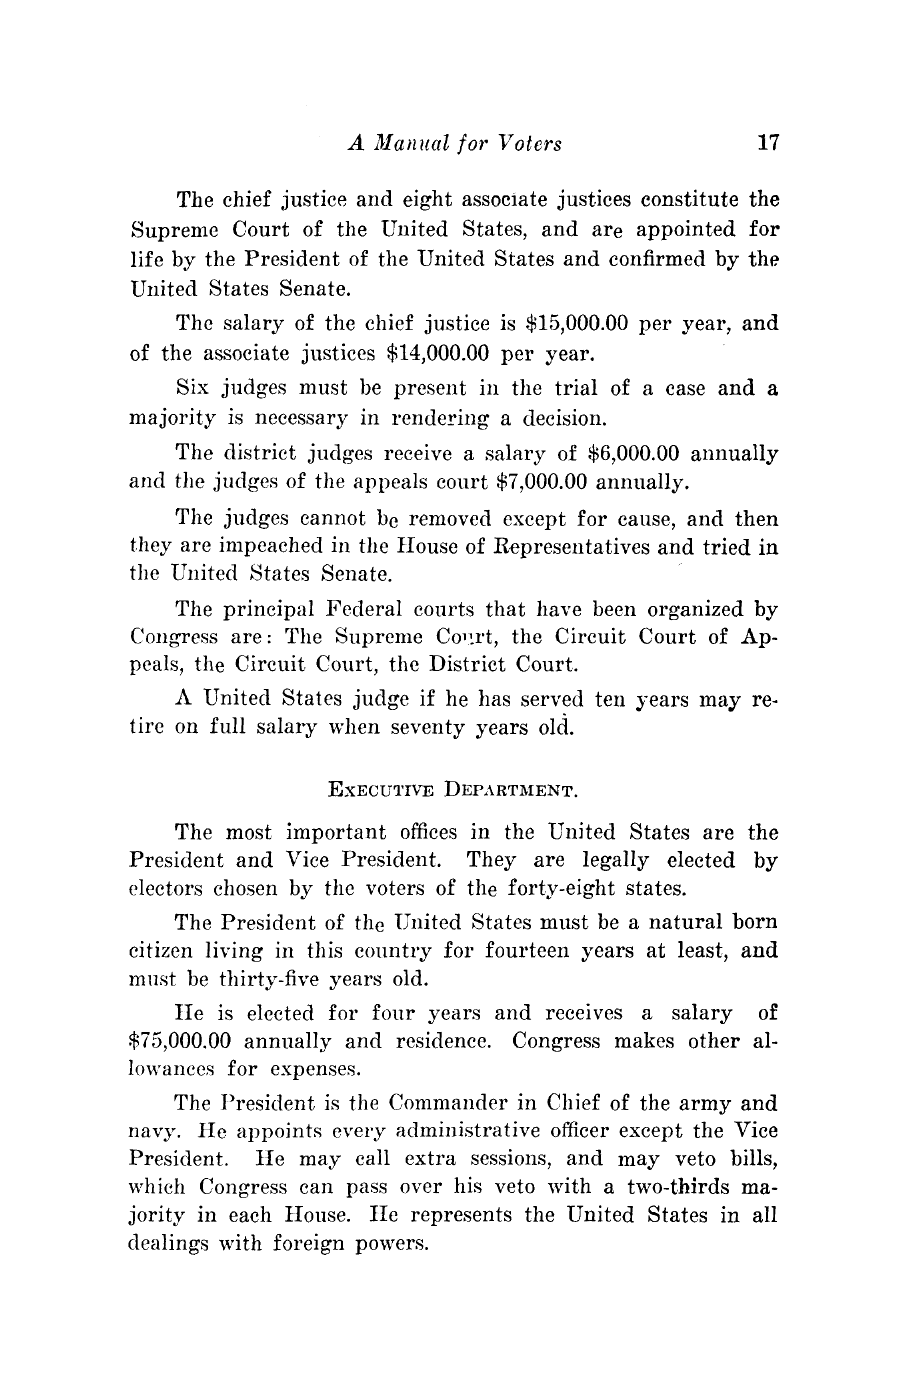 A Manual for Voters 17
The chief justice and eight associate justices constitute the
Supreme Court of the United States, and are appointed for
life by the President of the United States and confirmed by the
United States Senate.
The salary of the chief justice is $15,000.00 per year, and
of the associate justices $14,000.00 per year.
Six judges must be present in the trial of a case and a
majority is necessary in rendering a decision.
The district judges receive a salary of $6,000.00 annually
and the judges of the appeals court $7,000.00 annually.
The judges cannot be removed except for cause, and then
they are impeached in the House of Representatives and tried in
the United States Senate.
The principal Federal courts that have been organized by
Congress are: The Supreme Court, the Circuit Court of Ap-
peals, the Circuit Court, the District Court.
A United States judge if he has served ten years may re-
tire on full salary when seventy years old.
EXECUTIVE DEPARTMENT.
The most important offices in the United States are the
President and Vice President. They are legally elected by
electors chosen by the voters of the forty-eight states.
The President of the United States must be a natural born
citizen living in this country for fourteen years at least, and
must be thirty-five years old.
He is elected for four years and receives a salary of
$75,000.00 annually and residence. Congress makes other al-
lowances for expenses.
The President is the Commander in Chief of the army and
navy. He appoints every administrative officer except the Vice
President. He may call extra sessions, and may veto bills,
which Congress can pass over his veto with a two-thirds ma-
jority in each House. He represents the United States in all
dealings with foreign powers.